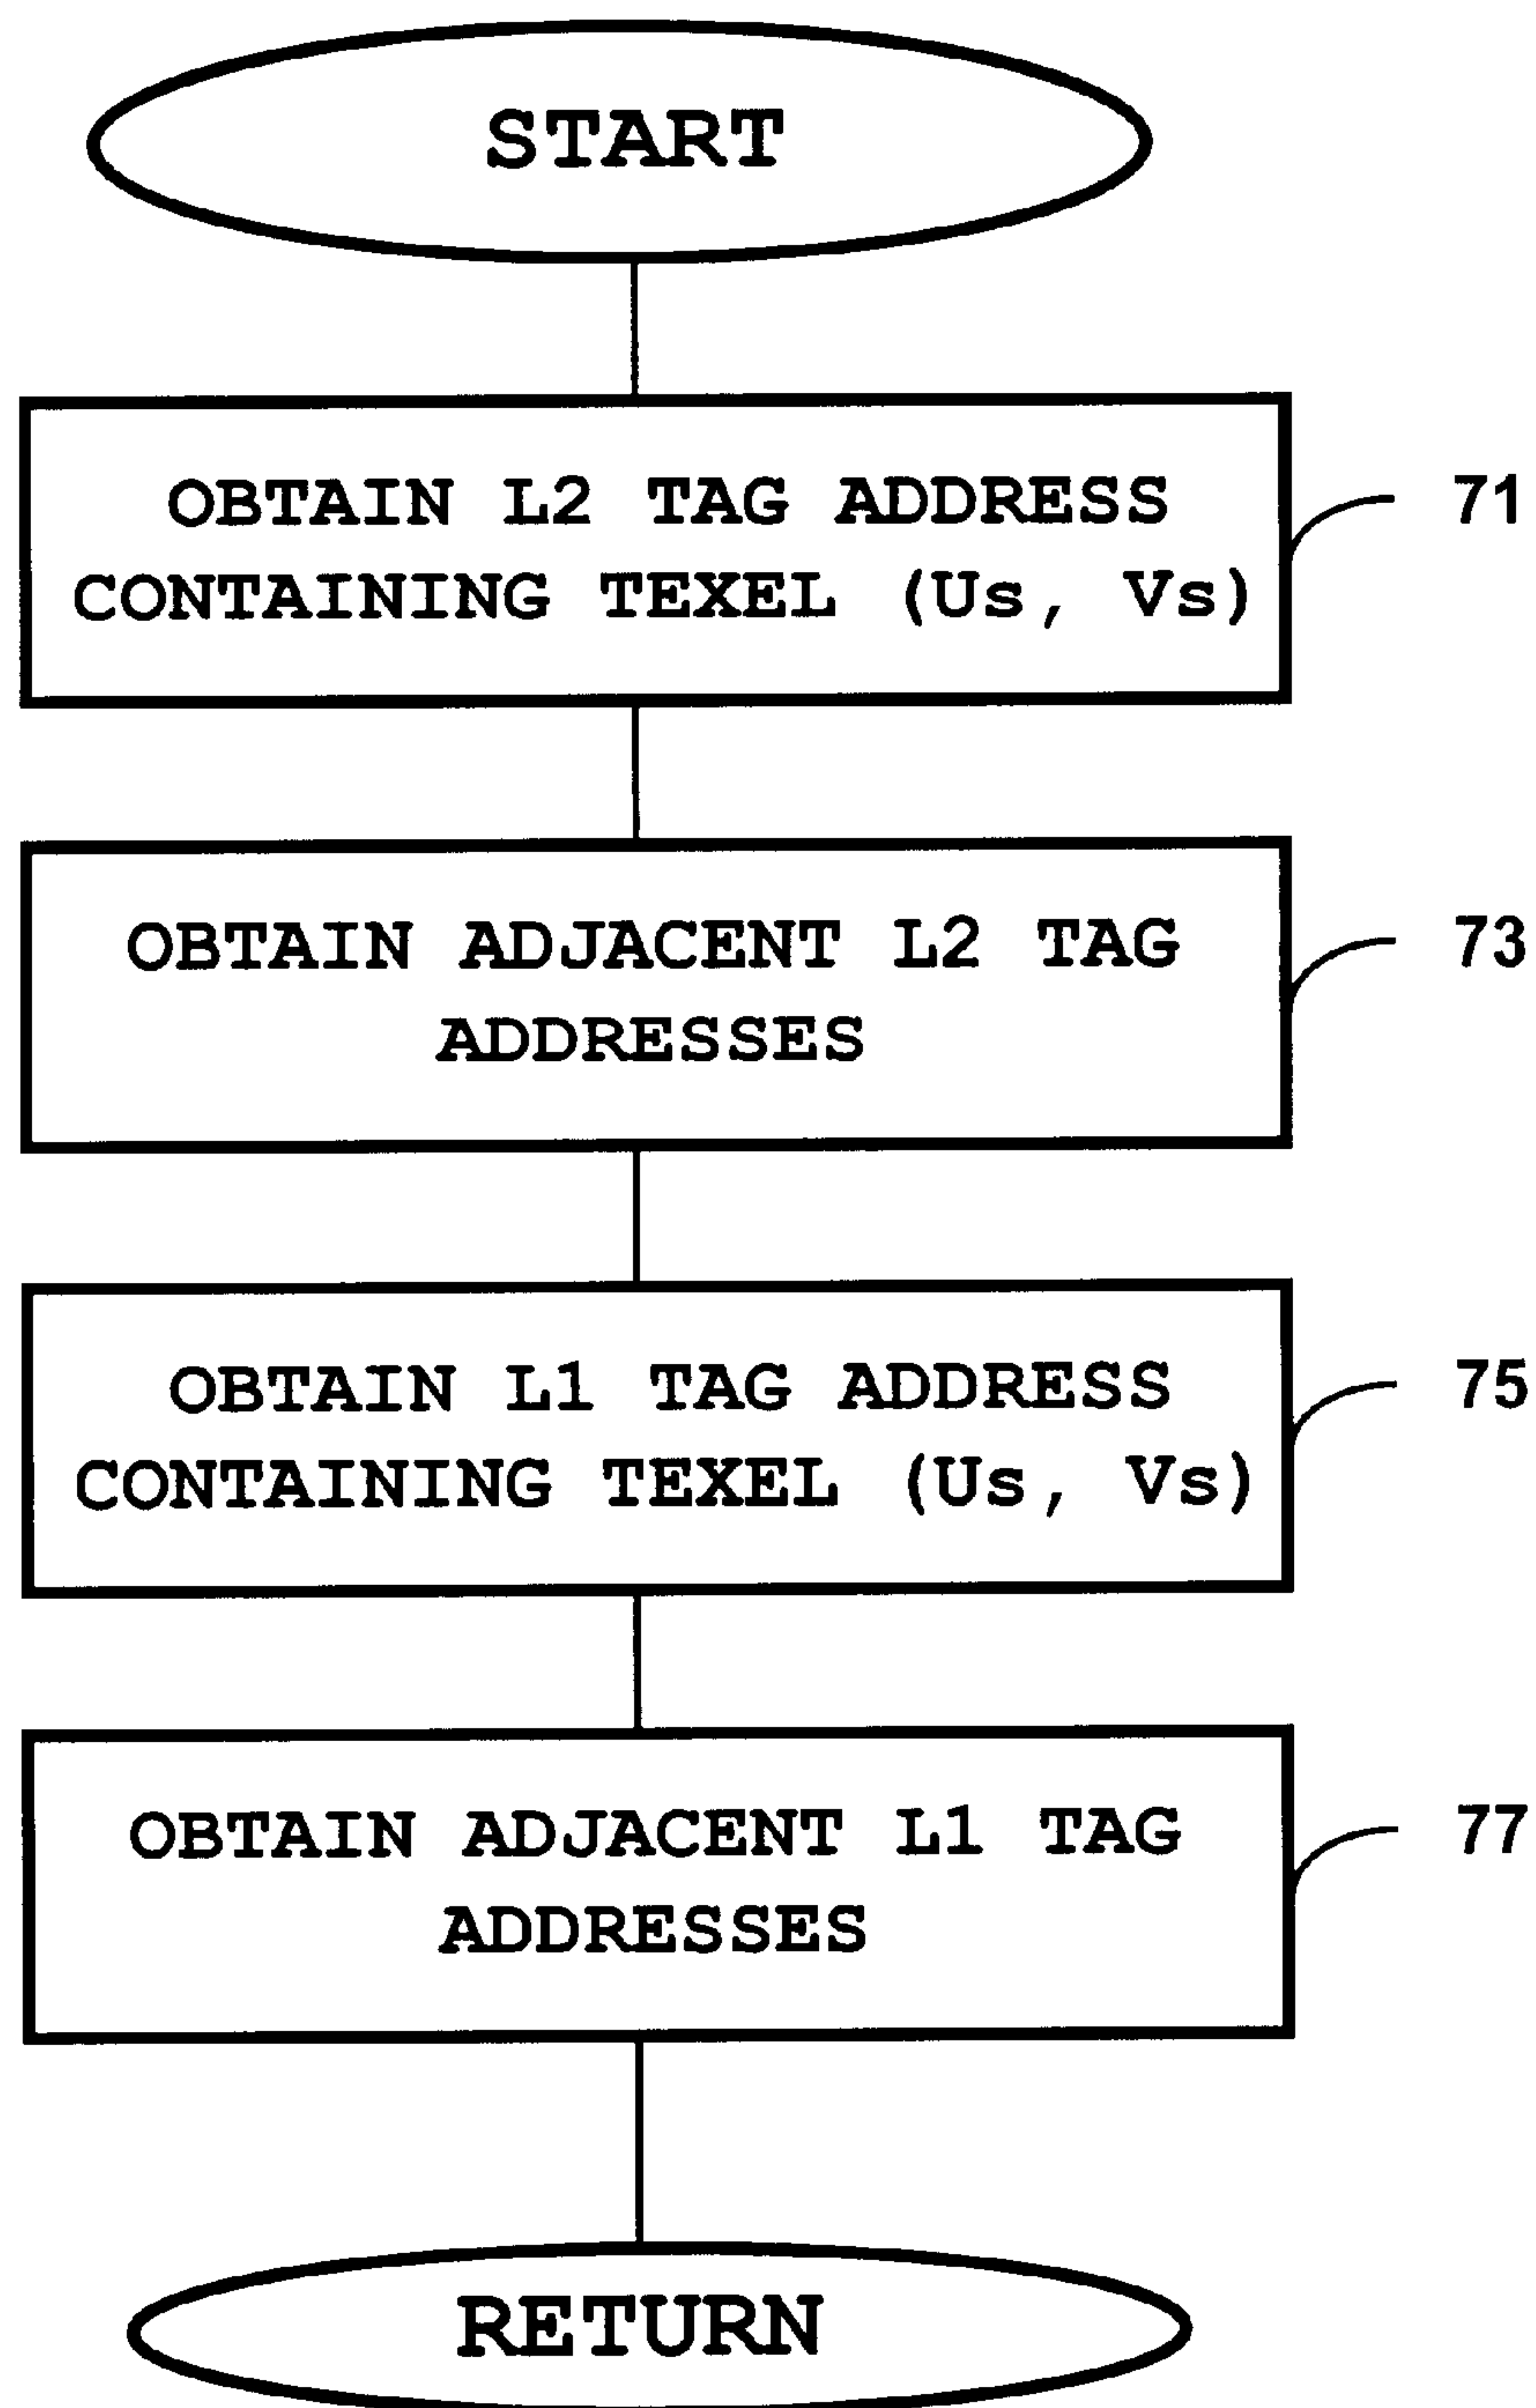 START
OBTAIN L2 TAG ADDRESS
CONTAINING TEXEL (Us, Vs)
71
OBTAIN ADJACENT L2 TAG
ADDRESSES
73
OBTAIN L1 TAG ADDRESS
CONTAINING TEXEL (Us, Vs)
75
OBTAIN ADJACENT L1 TAG
ADDRESSES
77
RETURN